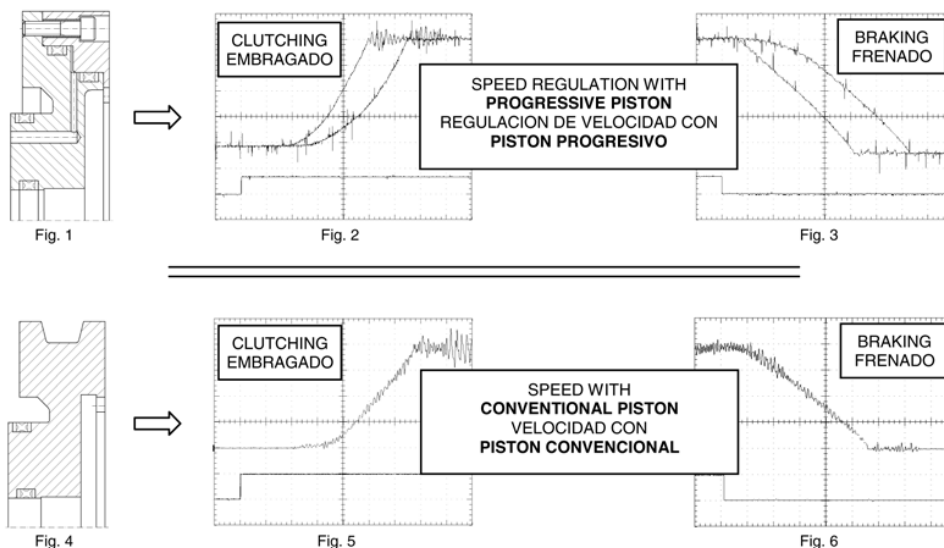 CLUTCHING
EMBRAGADO
BRAKING
FRENADO
SPEED REGULATION WITH
PROGRESSIVE PISTON
REGULACION DE VELOCIDAD CON
PISTON PROGRESIVO
Fig. 1
Fig. 2
Fig. 3
CLUTCHING
EMBRAGADO
BRAKING
FRENADO
SPEED WITH
CONVENTIONAL PISTON
VELOCIDAD CON
PISTON CONVENCIONAL
Fig. 4
Fig. 5
Fig. 6